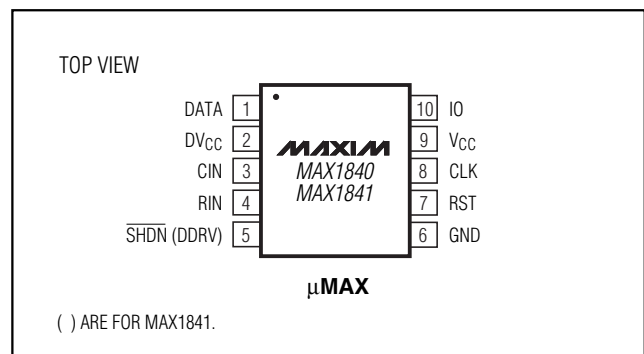 TOP VIEW
DATA 1
DVCC 2
CIN 3
RIN 4
SHDN (DDRV) 5
MAXIM
MAX1840
MAX1841
10 IO
9 VCC
8 CLK
7 RST
6 GND
μMAX
( ) ARE FOR MAX1841.